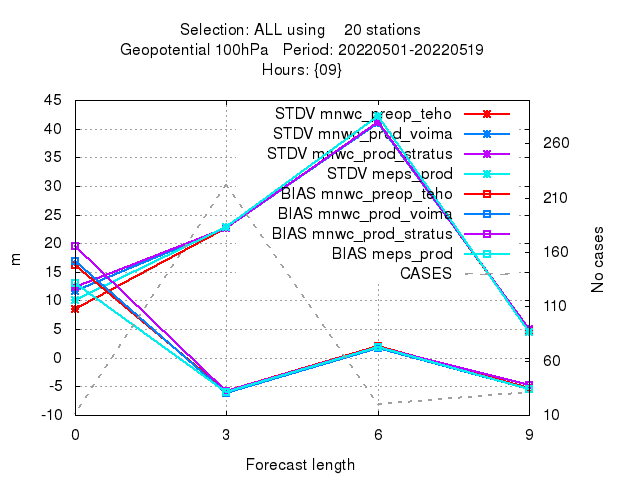 Selection: ALL using 20 stations
Geopotential 100hPa Period: 20220501-20220519
Hours: {09}
STDV mnwc_preop_teho
STDV mnwc_prod_voima
STDV mnwc_prod_stratus
STDV meps_prod
BIAS mnwc_preop_teho
BIAS mnwc_prod_voima
BIAS mnwc_prod_stratus
BIAS meps_prod
CASES
45
40
35
30
25
20
15
10
5
0
-5
-10
m
260
210
160
110
60
10
No cases
0 3 6 9
Forecast length